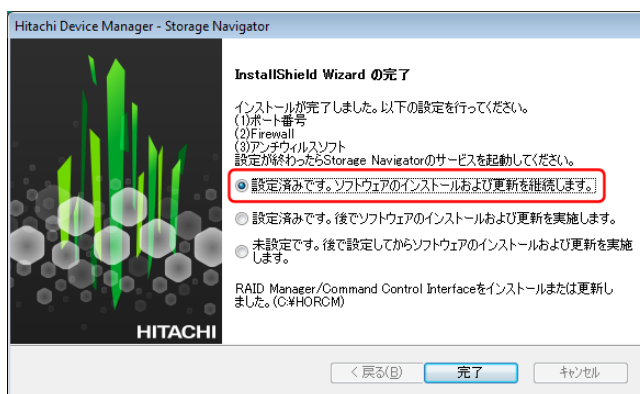 Hitachi Device Manager - Storage Navigator
InstallShield Wizard の完了
インストールが完了しました。以下の設定を行ってください。
(1)ポート番号
(2)Firewall
(3)アンチウィルスソフト
設定が終わったらStorage Navigatorのサービスを起動してください。
設定済みです。ソフトウェアのインストールおよび更新を継続します。
設定済みです。後でソフトウェアのインストールおよび更新を実施します。
未設定です。後で設定してからソフトウェアのインストールおよび更新を実施
します。
RAID Manager/Command Control Interfaceをインストールまたは更新し
ました。(C:¥HORCM)
HITACHI
< 戻る(B)
完了
キャンセル